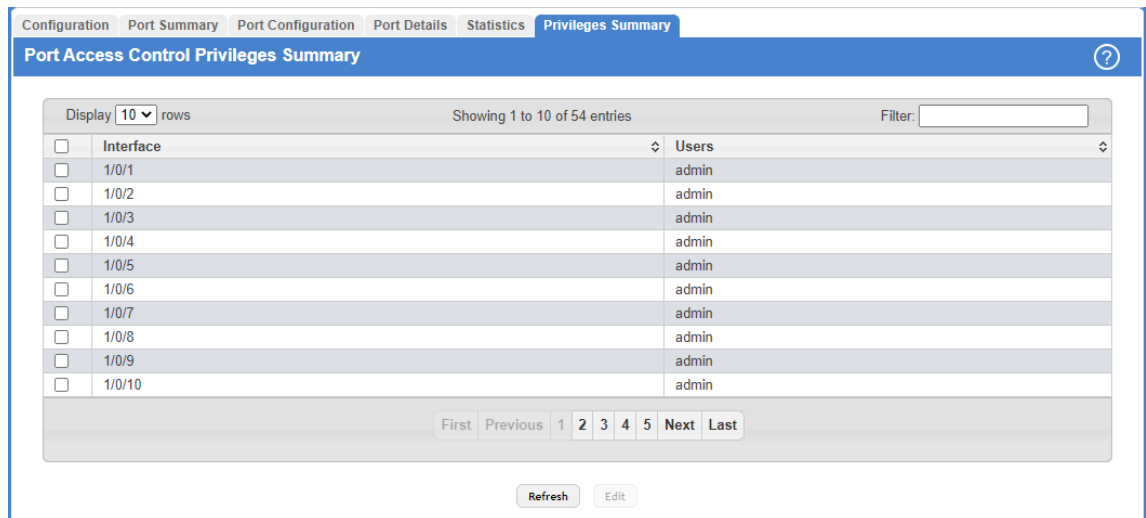 Configuration Port Summary Port Configuration Port Details Statistics Privileges Summary
Port Access Control Privileges Summary ?
Display 10 rows Showing 1 to 10 of 54 entries Filter:
Interface Users
1/0/1 admin
1/0/2 admin
1/0/3 admin
1/0/4 admin
1/0/5 admin
1/0/6 admin
1/0/7 admin
1/0/8 admin
1/0/9 admin
1/0/10 admin
First Previous 1 2 3 4 5 Next Last
Refresh Edit